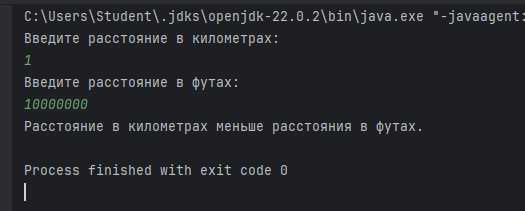 C:\Users\Student\.jdks\openjdk-22.0.2\bin\java.exe "-javaagent:
Введите расстояние в километрах:
1
Введите расстояние в футах:
10000000
Расстояние в километрах меньше расстояния в футах.
Process finished with exit code 0